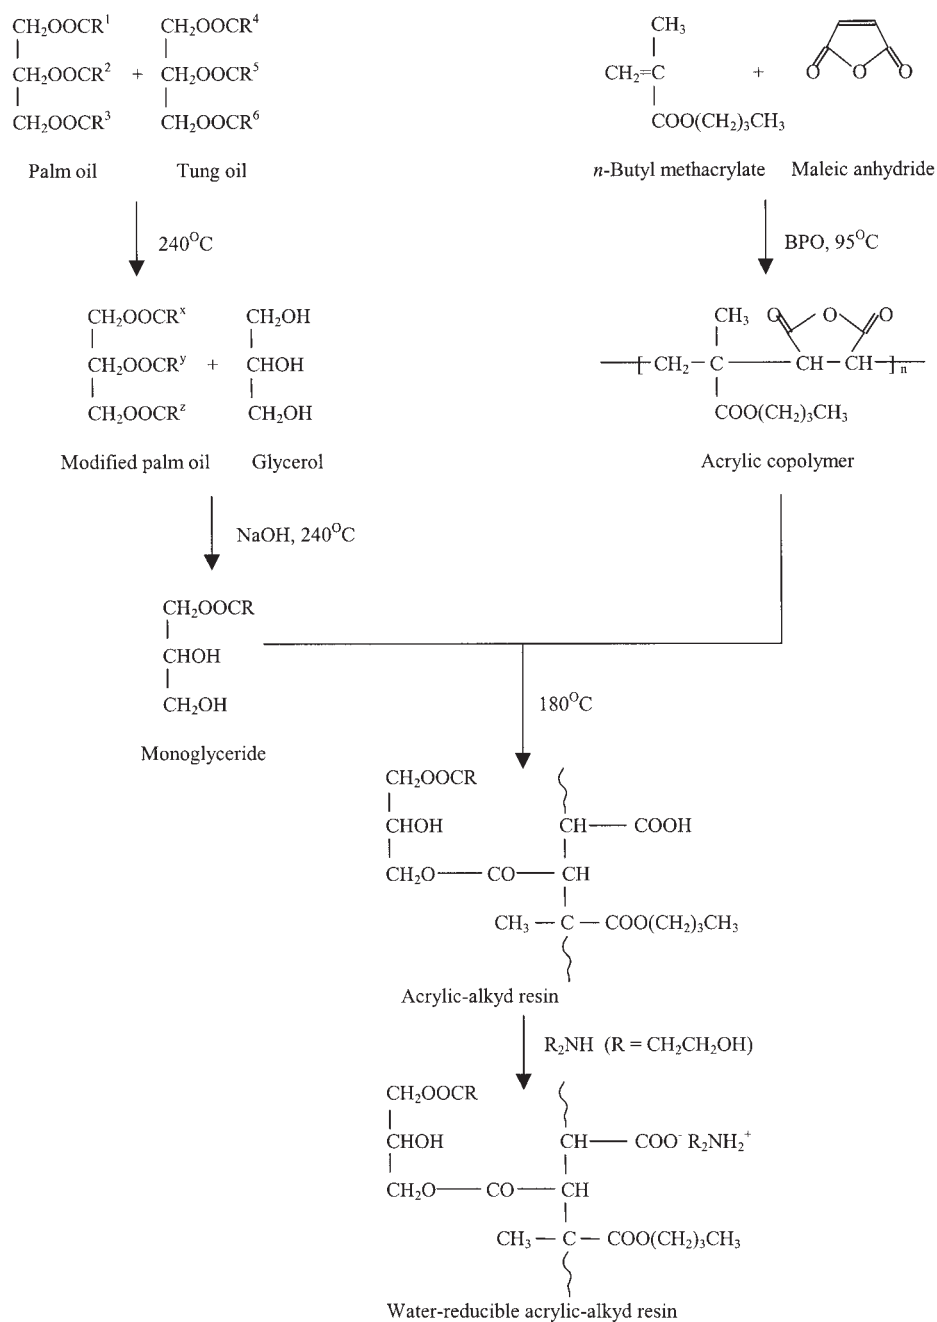 CH₂OOCR¹ CH₂OOCR⁴ CH₃
CH₂OOCR² + CH₂OOCR⁵ CH₂=C + O O O
CH₂OOCR³ CH₂OOCR⁶ COO(CH₂)₃CH₃
Palm oil Tung oil n-Butyl methacrylate Maleic anhydride
240°C BPO, 95°C
CH₂OOCRˣ CH₂OH CH₃ O O O
CH₂OOCRʸ + CHOH [ CH₂ C CH CH ]ₙ
CH₂OOCRᶻ CH₂OH COO(CH₂)₃CH₃
Modified palm oil Glycerol Acrylic copolymer
NaOH, 240°C
CH₂OOCR
CHOH
CH₂OH
180°C
Monoglyceride
CH₂OOCR
CHOH CH COOH
CH₂O CO CH
CH₃ C COO(CH₂)₃CH₃
Acrylic-alkyd resin
R₂NH (R = CH₂CH₂OH)
CH₂OOCR
CHOH CH COO⁻ R₂NH₂⁺
CH₂O CO CH
CH₃ C COO(CH₂)₃CH₃
Water-reducible acrylic-alkyd resin